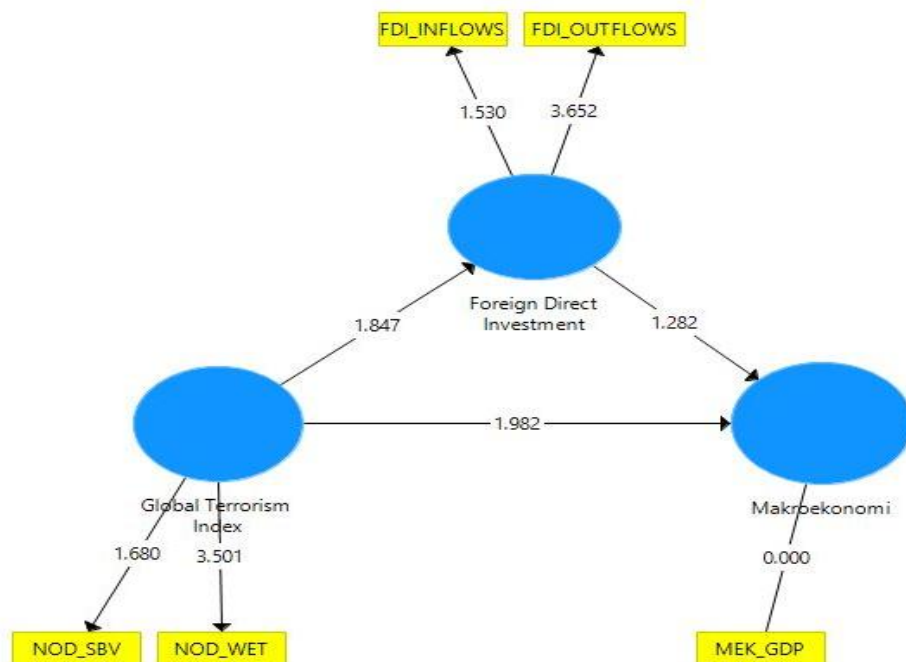 FDI_INFLOWS
FDI_OUTFLOWS
1.530
3.652
Foreign Direct
Investment
1.847
1.282
1.982
Global Terrorism
Index
Makroekonomi
1.680
3.501
0.000
NOD_SBV
NOD_WET
MEK_GDP